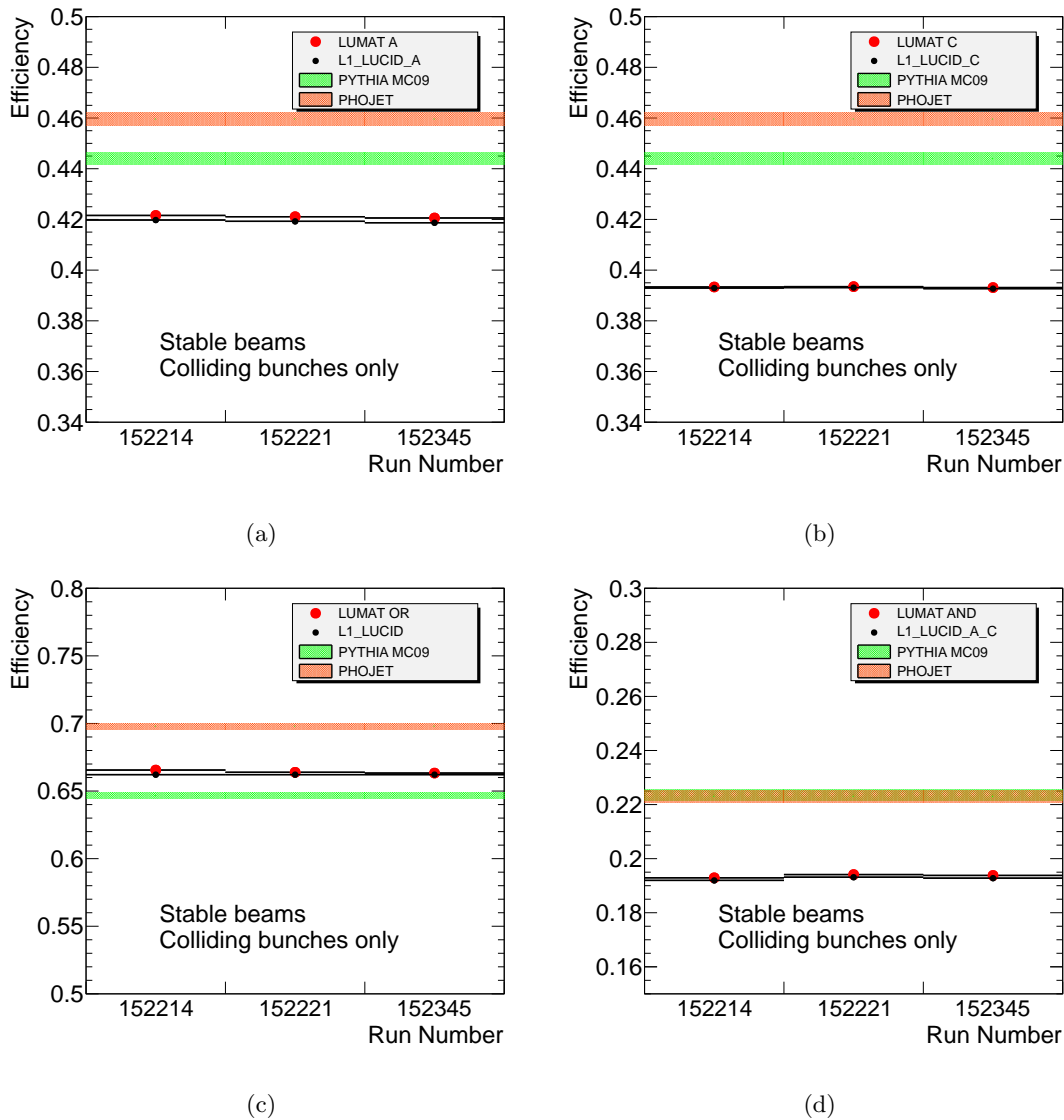 Efficiency
0.5
0.48
0.46
0.44
0.42
0.4
0.38
0.36
0.34
LUMAT A
L1_LUCID_A
PYTHIA MC09
PHOJET
Stable beams
Colliding bunches only
152214 152221 152345
Run Number
(a)
Efficiency
0.5
0.48
0.46
0.44
0.42
0.4
0.38
0.36
0.34
LUMAT C
L1_LUCID_C
PYTHIA MC09
PHOJET
Stable beams
Colliding bunches only
152214 152221 152345
Run Number
(b)
Efficiency
0.8
0.75
0.7
0.65
0.6
0.55
0.5
LUMAT OR
L1_LUCID
PYTHIA MC09
PHOJET
Stable beams
Colliding bunches only
152214 152221 152345
Run Number
(c)
Efficiency
0.3
0.28
0.26
0.24
0.22
0.2
0.18
0.16
LUMAT AND
L1_LUCID_A_C
PYTHIA MC09
PHOJET
Stable beams
Colliding bunches only
152214 152221 152345
Run Number
(d)